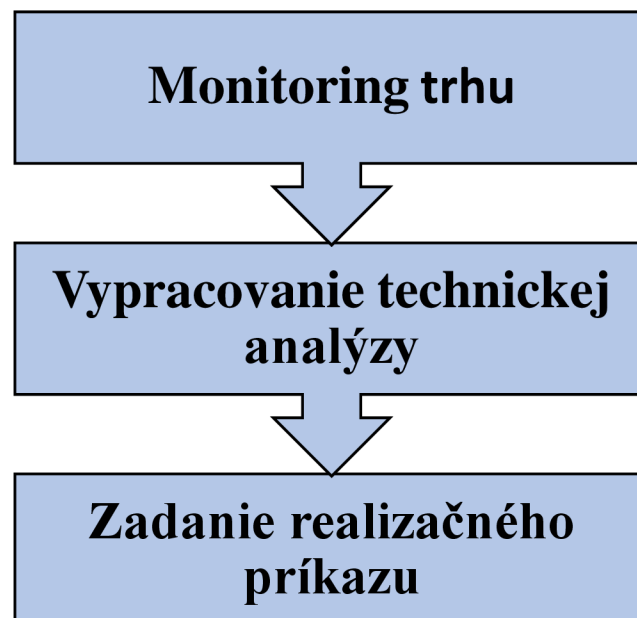 Monitoring trhu
Vypracovanie technickej
analýzy
Zadanie realizačného
príkazu